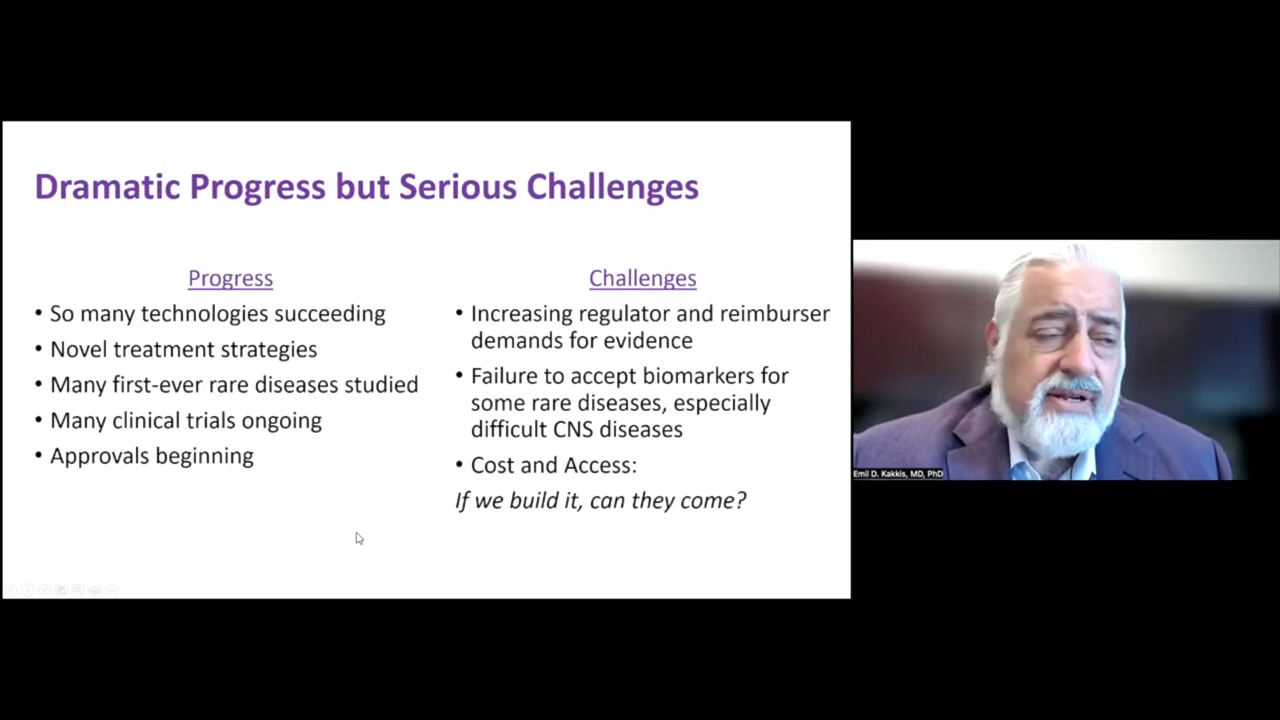 Dramatic Progress but Serious Challenges
Progress
• So many technologies succeeding
• Novel treatment strategies
• Many first-ever rare diseases studied
• Many clinical trials ongoing
• Approvals beginning
Challenges
• Increasing regulator and reimburser
demands for evidence
• Failure to accept biomarkers for
some rare diseases, especially
difficult CNS diseases
• Cost and Access:
If we build it, can they come?
Emil D. Kakkis, MD, PhD